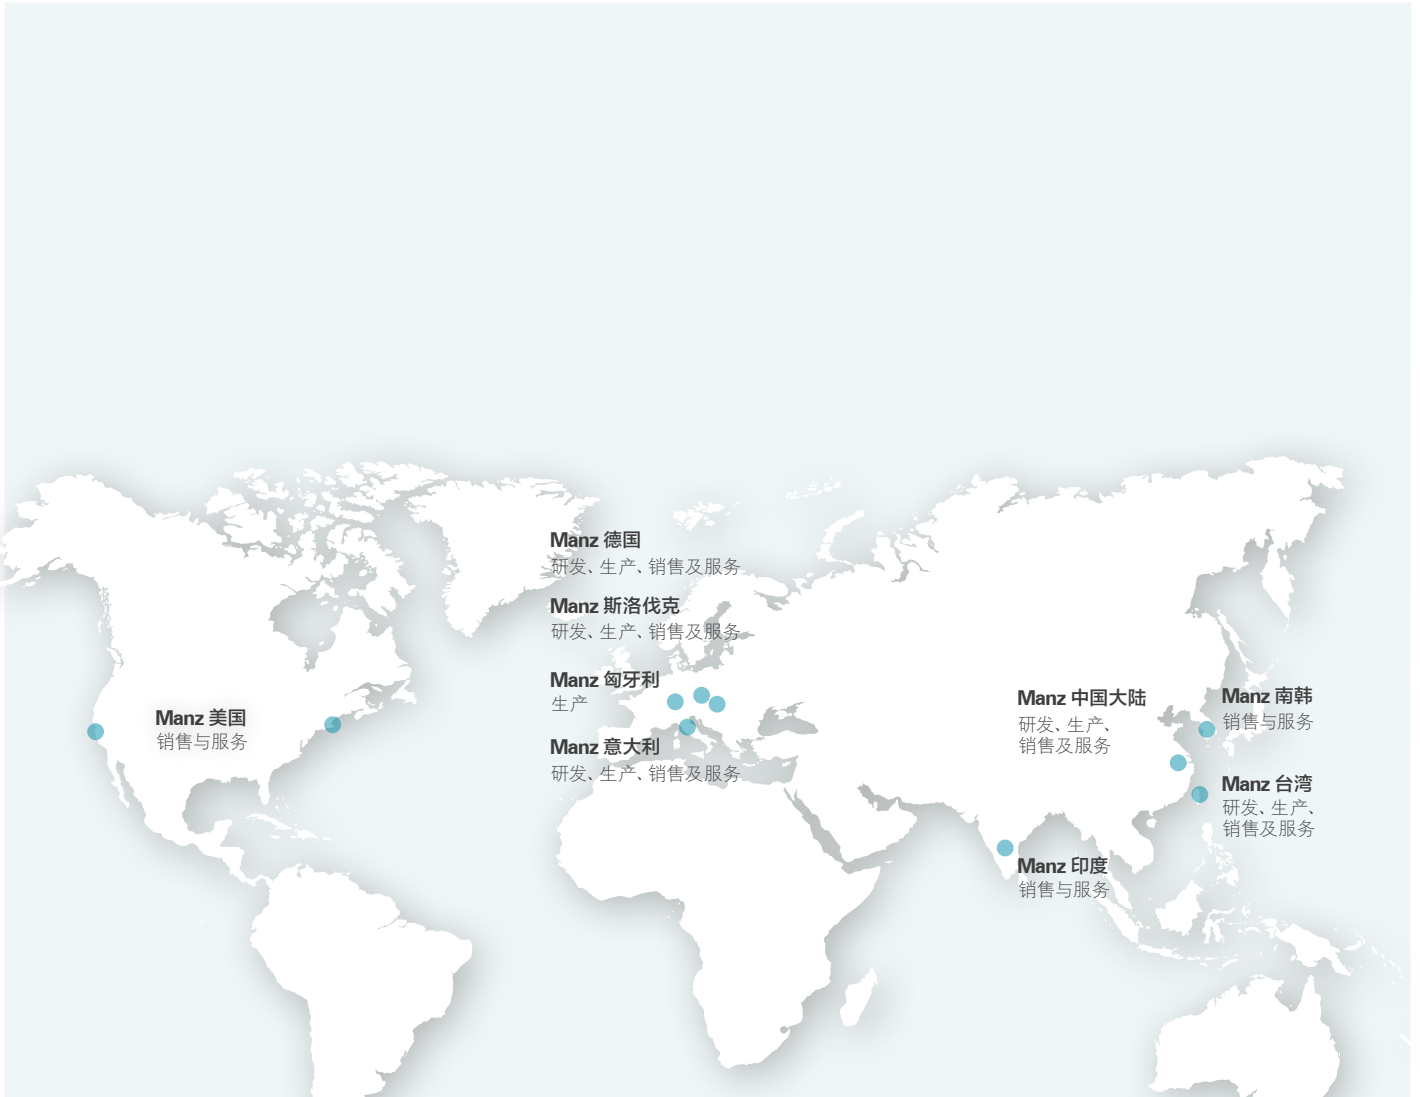 Manz 德国
研发、生产、销售及服务
Manz 斯洛伐克
研发、生产、销售及服务
Manz 匈牙利
生产
Manz 意大利
研发、生产、销售及服务
Manz 美国
销售与服务
Manz 中国大陆
研发、生产、
销售及服务
Manz 南韩
销售与服务
Manz 台湾
研发、生产、
销售及服务
Manz 印度
销售与服务